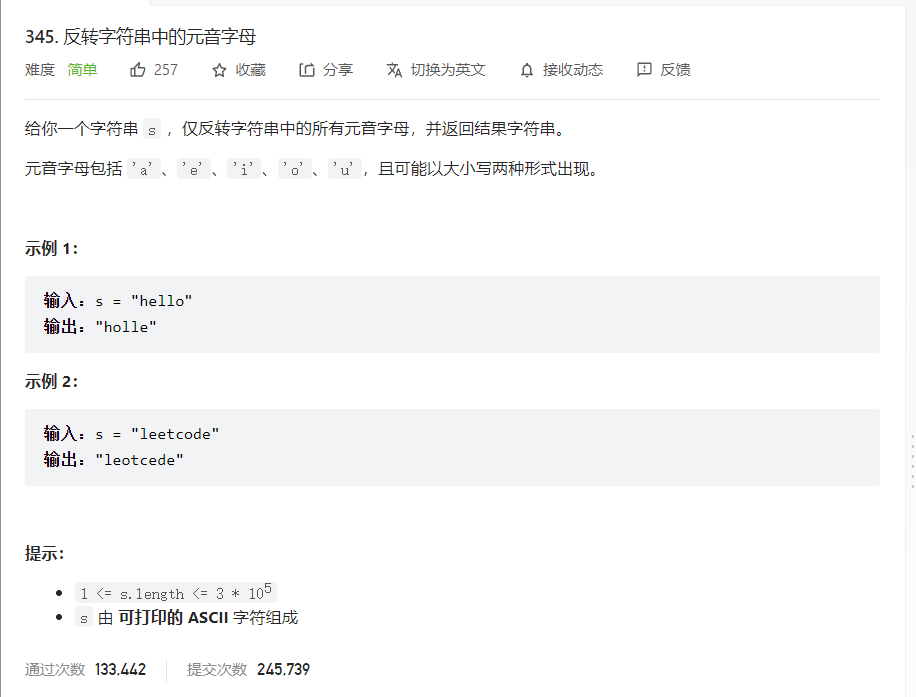 345. 反转字符串中的元音字母
难度 简单 257 收藏 分享 切换为英文 接收动态 反馈
给你一个字符串 s ，仅反转字符串中的所有元音字母，并返回结果字符串。
元音字母包括 'a'、'e'、'i'、'o'、'u'，且可能以大小写两种形式出现。
示例 1：
输入：s = "hello"
输出："holle"
示例 2：
输入：s = "leetcode"
输出："leotcede"
提示：
1 <= s.length <= 3 * 10⁵
s 由 可打印的 ASCII 字符组成
通过次数 133,442 提交次数 245,739